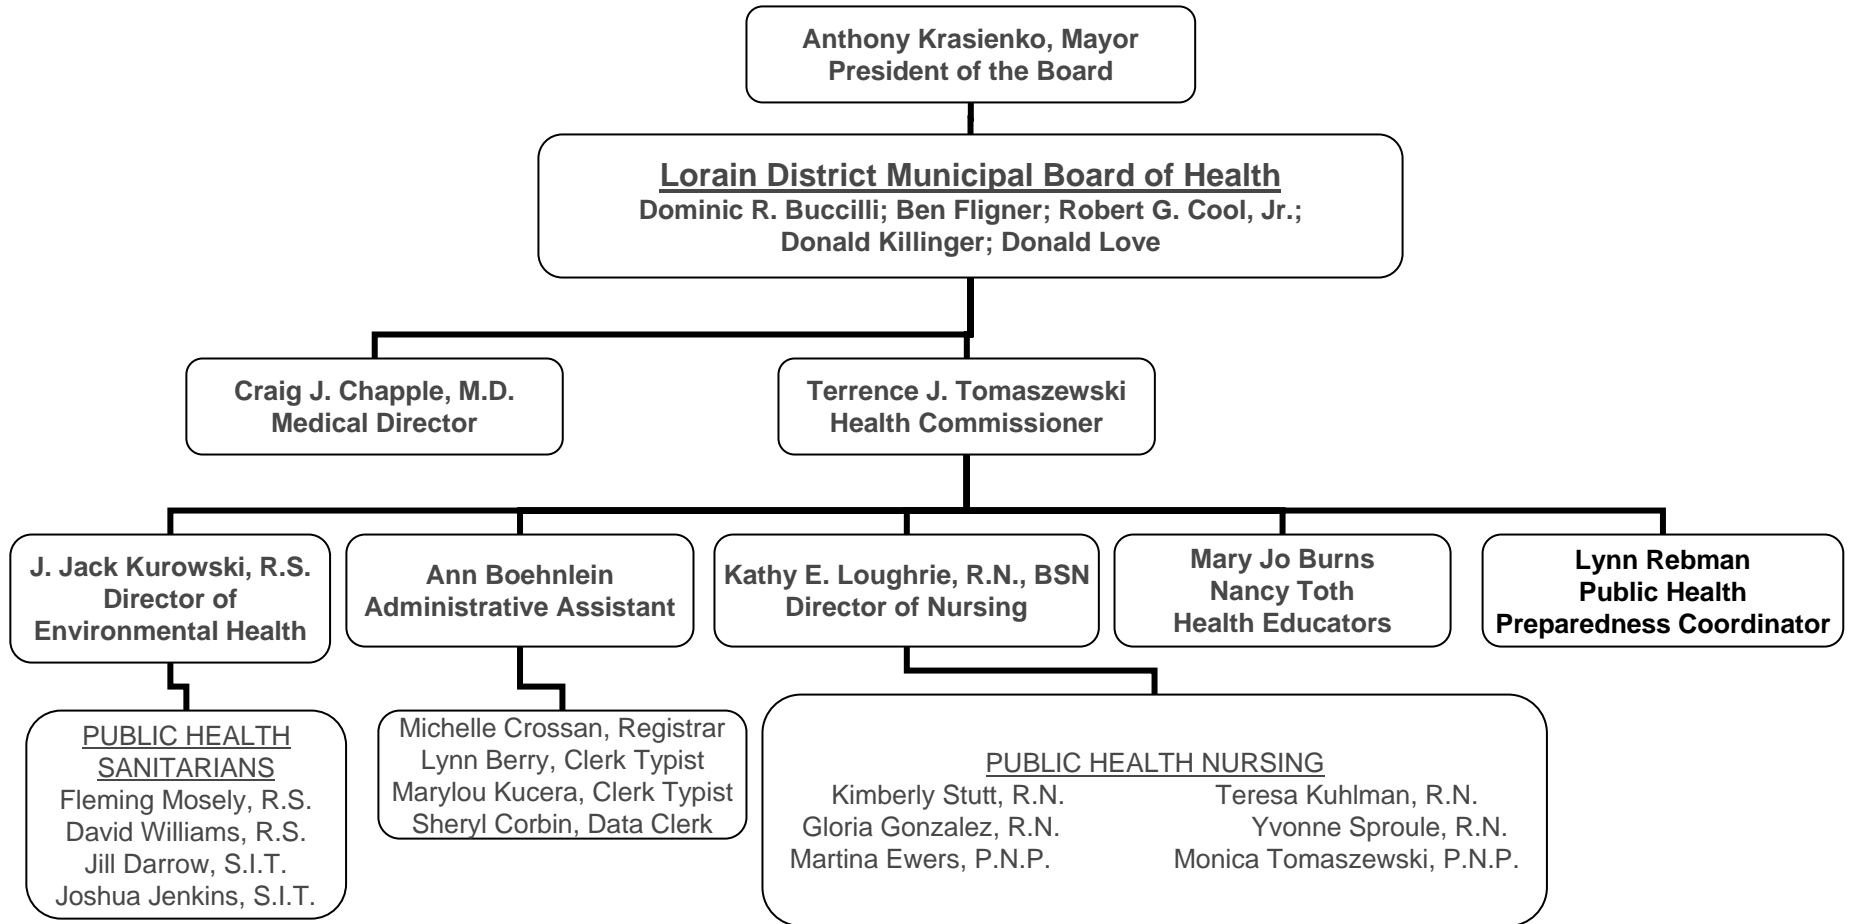 Anthony Krasienko, Mayor
President of the Board
Lorain District Municipal Board of Health
Dominic R. Buccilli; Ben Fligner; Robert G. Cool, Jr.;
Donald Killinger; Donald Love
Craig J. Chapple, M.D.
Medical Director
Terrence J. Tomaszewski
Health Commissioner
J. Jack Kurowski, R.S.
Director of
Environmental Health
Ann Boehnlein
Administrative Assistant
Kathy E. Loughrie, R.N., BSN
Director of Nursing
Mary Jo Burns
Nancy Toth
Health Educators
Lynn Rebman
Public Health
Preparedness Coordinator
PUBLIC HEALTH
SANITARIANS
Fleming Mosely, R.S.
David Williams, R.S.
Jill Darrow, S.I.T.
Joshua Jenkins, S.I.T.
Michelle Crossan, Registrar
Lynn Berry, Clerk Typist
Marylou Kucera, Clerk Typist
Sheryl Corbin, Data Clerk
PUBLIC HEALTH NURSING
Kimberly Stutt, R.N. Teresa Kuhlman, R.N.
Gloria Gonzalez, R.N. Yvonne Sproule, R.N.
Martina Ewers, P.N.P. Monica Tomaszewski, P.N.P.